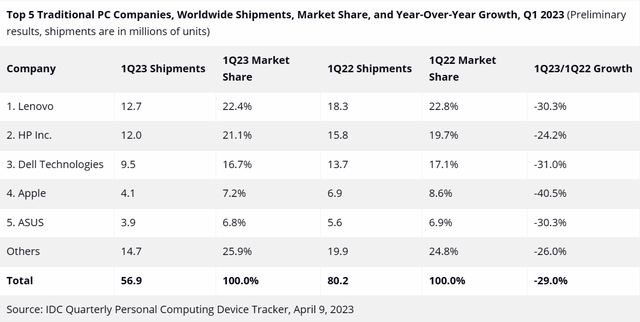 Top 5 Traditional PC Companies, Worldwide Shipments, Market Share, and Year-Over-Year Growth, Q1 2023 (Preliminary
results, shipments are in millions of units)
Company 1Q23 Shipments 1Q23 Market Share 1Q22 Shipments 1Q22 Market Share 1Q23/1Q22 Growth
1. Lenovo 12.7 22.4% 18.3 22.8% -30.3%
2. HP Inc. 12.0 21.1% 15.8 19.7% -24.2%
3. Dell Technologies 9.5 16.7% 13.7 17.1% -31.0%
4. Apple 4.1 7.2% 6.9 8.6% -40.5%
5. ASUS 3.9 6.8% 5.6 6.9% -30.3%
Others 14.7 25.9% 19.9 24.8% -26.0%
Total 56.9 100.0% 80.2 100.0% -29.0%
Source: IDC Quarterly Personal Computing Device Tracker, April 9, 2023